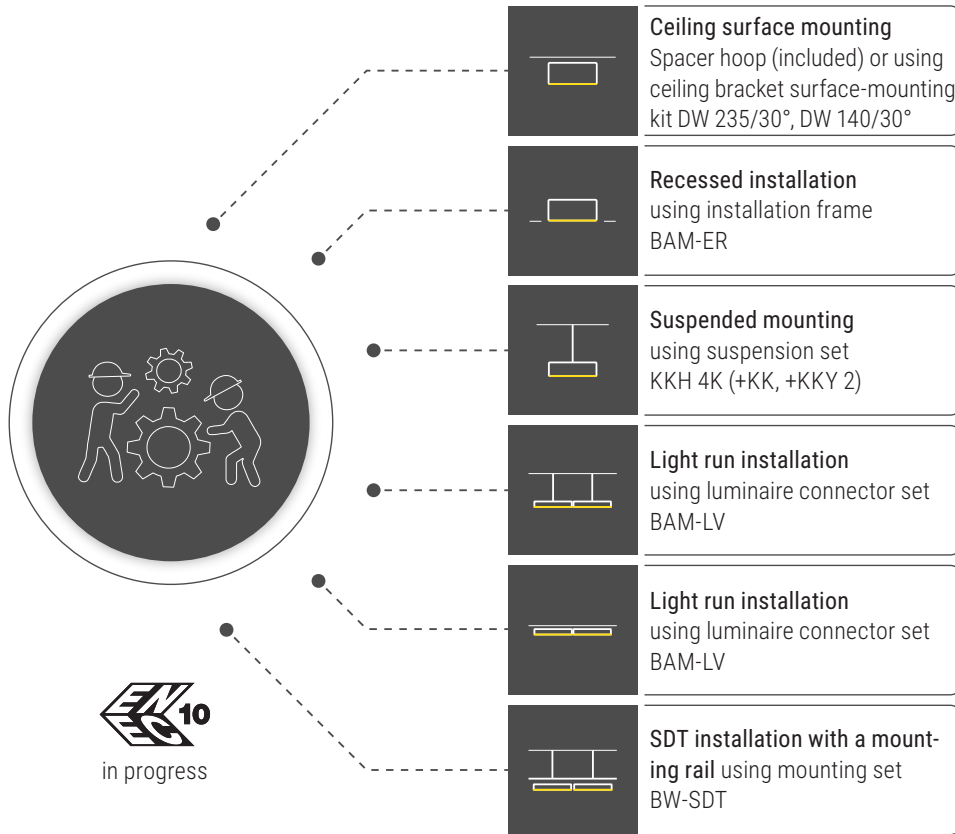 Ceiling surface mounting
Spacer hoop (included) or using
ceiling bracket surface-mounting
kit DW 235/30°, DW 140/30°
Recessed installation
using installation frame
BAM-ER
Suspended mounting
using suspension set
KKH 4K (+KK, +KKY 2)
Light run installation
using luminaire connector set
BAM-LV
Light run installation
using luminaire connector set
BAM-LV
SDT installation with a mount-
ing rail using mounting set
BW-SDT
EN
EC 10
in progress